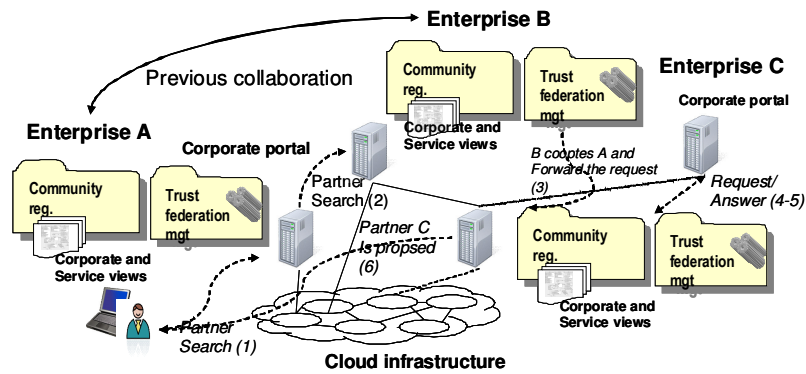 Enterprise B
Previous collaboration
Community
reg.
Corporate and
Service views
Trust
federation
mgt
Enterprise C
Corporate portal
Enterprise A
Corporate portal
Community
reg.
Corporate and
Service views
Trust
federation
mgt
Partner
Search (2)
B cooptes A and
Forward the request
(3)
Request/
Answer (4-5)
Partner C
Is propsed
(6)
Community
reg.
Corporate and
Service views
Trust
federation
mgt
Partner
Search (1)
Cloud infrastructure